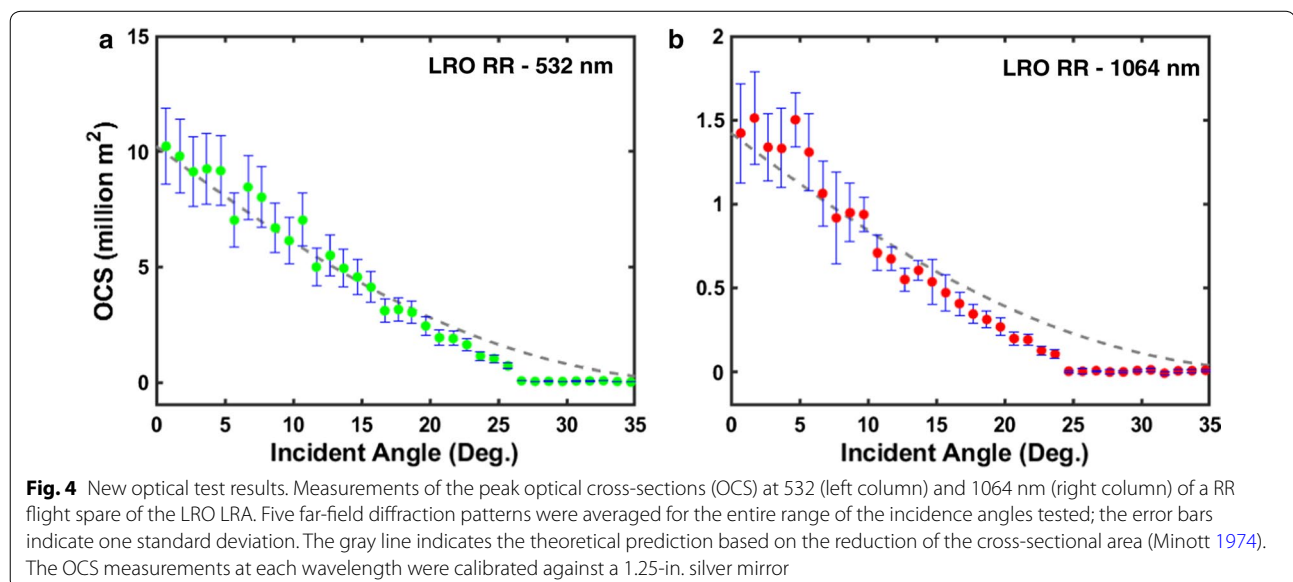 a
LRO RR - 532 nm
15
10
5
0
OCS (million m²)
0 5 10 15 20 25 30 35
Incident Angle (Deg.)
b
LRO RR - 1064 nm
2
1.5
1
0.5
0
0 5 10 15 20 25 30 35
Incident Angle (Deg.)
Fig. 4 New optical test results. Measurements of the peak optical cross-sections (OCS) at 532 (left column) and 1064 nm (right column) of a RR
flight spare of the LRO LRA. Five far-field diffraction patterns were averaged for the entire range of the incidence angles tested; the error bars
indicate one standard deviation. The gray line indicates the theoretical prediction based on the reduction of the cross-sectional area (Minott 1974).
The OCS measurements at each wavelength were calibrated against a 1.25-in. silver mirror